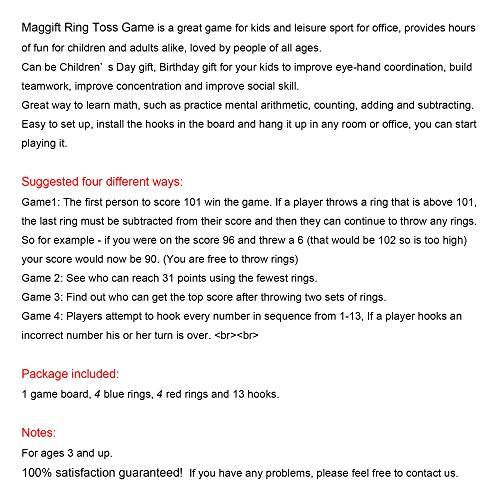 Maggift Ring Toss Game is a great game for kids and leisure sport for office, provides hours
of fun for children and adults alike, loved by people of all ages.
Can be Children’ s Day gift, Birthday gift for your kids to improve eye-hand coordination, build
teamwork, improve concentration and improve social skill.
Great way to learn math, such as practice mental arithmetic, counting, adding and subtracting.
Easy to set up, install the hooks in the board and hang it up in any room or office, you can start
playing it.
Suggested four different ways:
Game1: The first person to score 101 win the game. If a player throws a ring that is above 101,
the last ring must be subtracted from their score and then they can continue to throw any rings.
So for example - if you were on the score 96 and threw a 6 (that would be 102 so is too high)
your score would now be 90. (You are free to throw rings)
Game 2: See who can reach 31 points using the fewest rings.
Game 3: Find out who can get the top score after throwing two sets of rings.
Game 4: Players attempt to hook every number in sequence from 1-13, If a player hooks an
incorrect number his or her turn is over. <br><br>
Package included:
1 game board, 4 blue rings, 4 red rings and 13 hooks.
Notes:
For ages 3 and up.
100% satisfaction guaranteed! If you have any problems, please feel free to contact us.